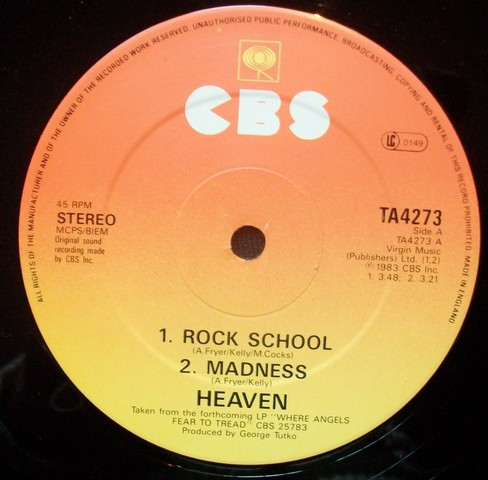 ALL RIGHTS OF THE MANUFACTURER AND OF THE OWNER OF THE RECORDED WORK RESERVED. UNAUTHORISED PUBLIC PERFORMANCE, BROADCASTING, COPYING AND RENTAL OF THIS RECORD PROHIBITED. MADE IN ENGLAND
CBS
LC 0149
45 RPM
STEREO
MCPS/BIEM
Original sound
recording made
by CBS Inc.
TA4273
Side A
TA4273 A
Virgin Music
(Publishers) Ltd. (1,2)
℗ 1983 CBS Inc.
1. 3.48; 2. 3.21
1. ROCK SCHOOL
(A.Fryer/Kelly/M.Cocks)
2. MADNESS
(A.Fryer/Kelly)
HEAVEN
Taken from the forthcoming LP "WHERE ANGELS
FEAR TO TREAD" CBS 25783
Produced by George Tutko